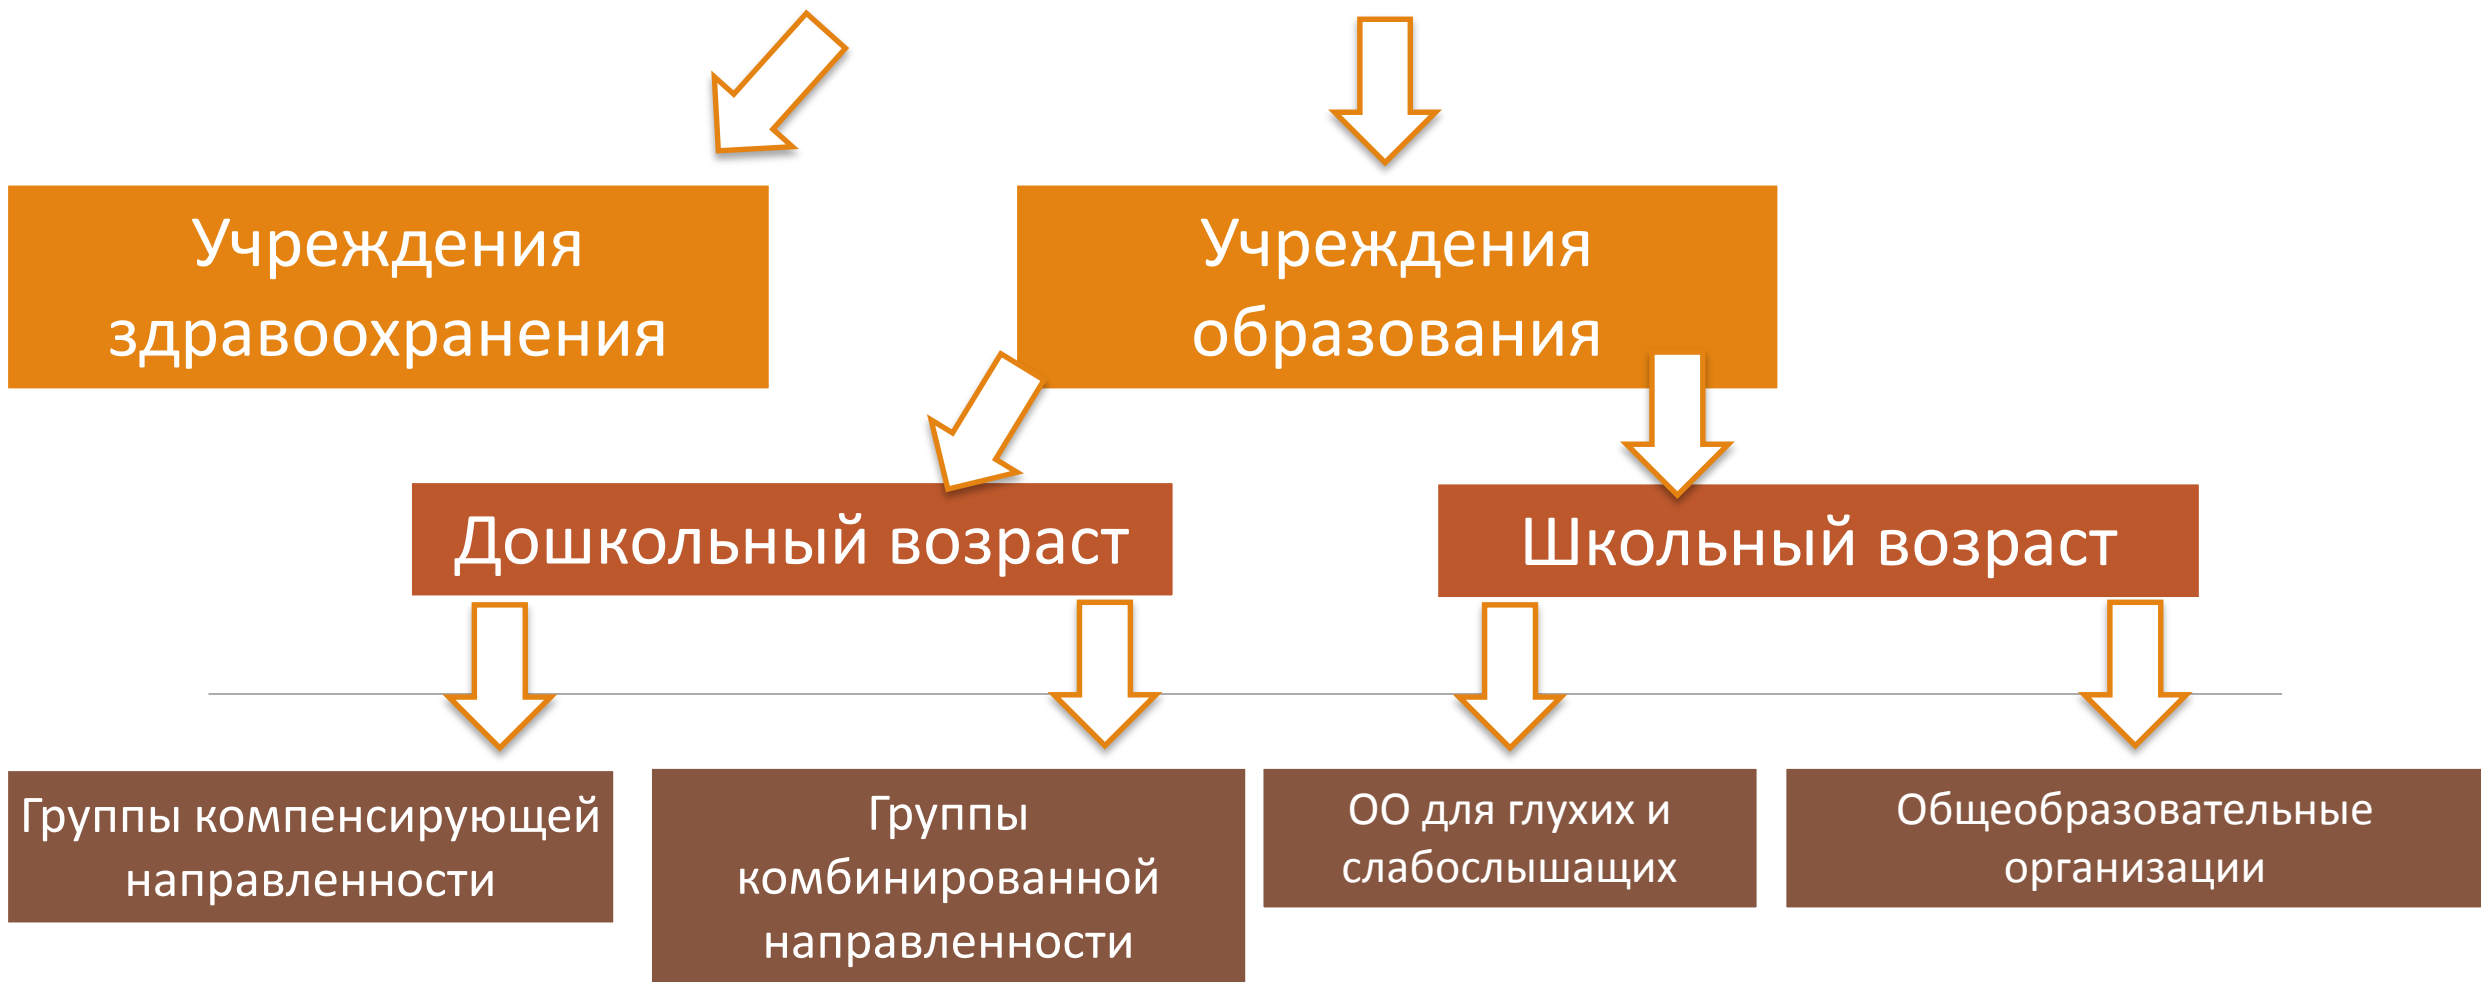 Учреждения
здравоохранения
Учреждения
образования
Дошкольный возраст
Школьный возраст
Группы компенсирующей
направленности
Группы
комбинированной
направленности
ОО для глухих и
слабослышащих
Общеобразовательные
организации